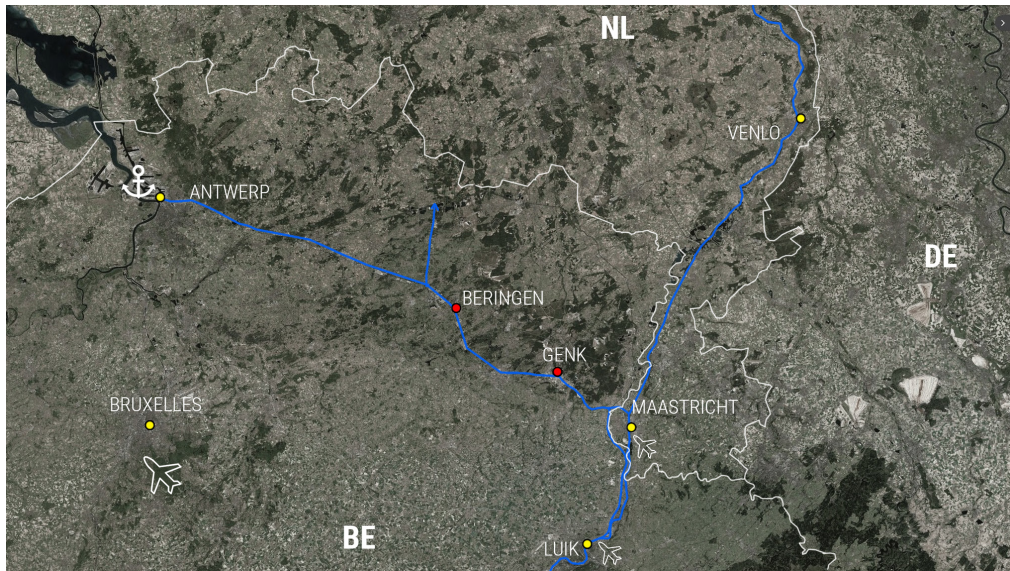 NL
VENLO
ANTWERP
DE
BERINGEN
GENK
BRUXELLES
MAASTRICHT
BE
LUIK